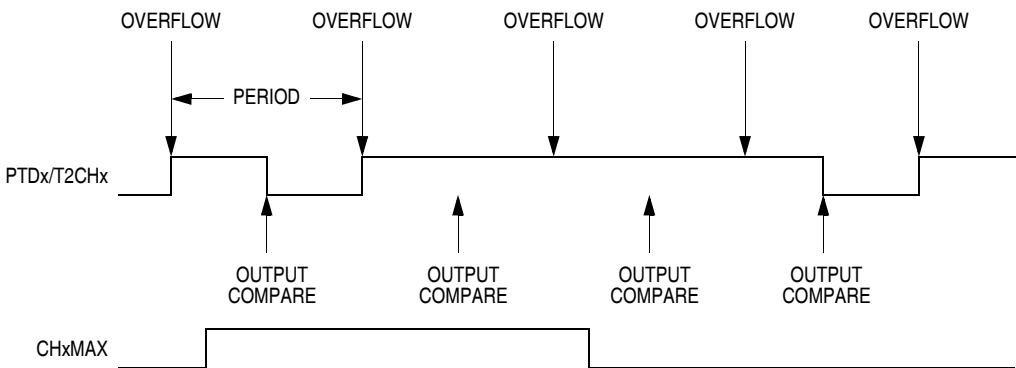 OVERFLOW OVERFLOW OVERFLOW OVERFLOW OVERFLOW
PERIOD
PTDx/T2CHx
OUTPUT COMPARE
OUTPUT COMPARE
OUTPUT COMPARE
OUTPUT COMPARE
CHxMAX